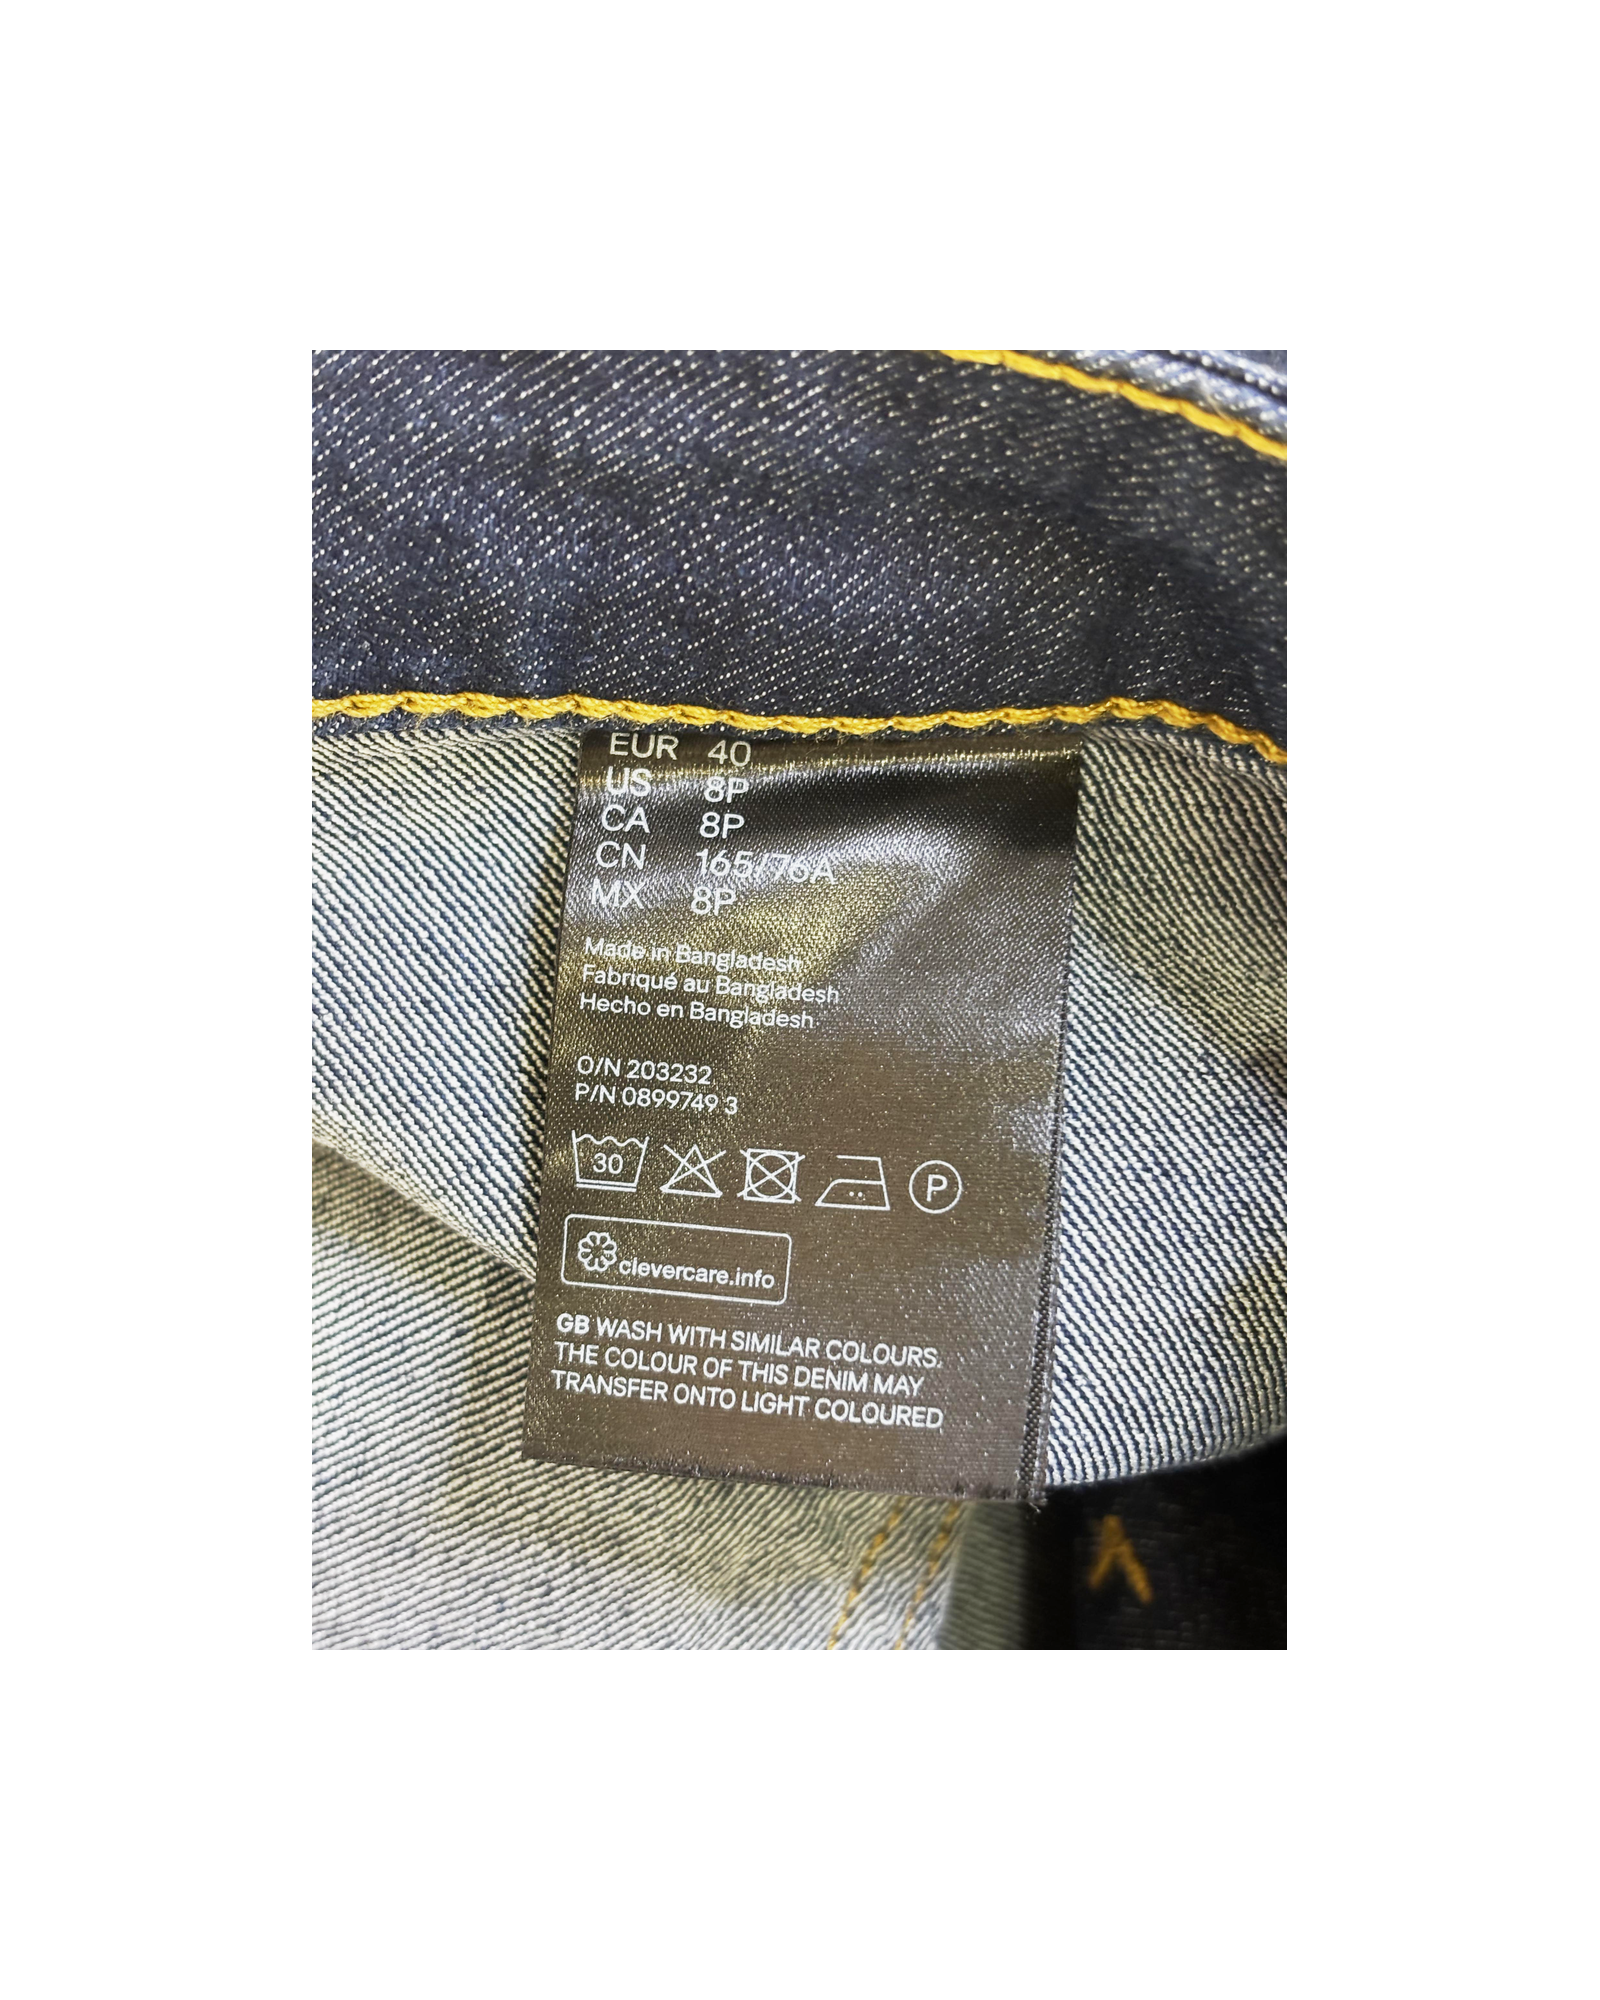 EUR 40
US 8P
CA 8P
CN 165/76A
MX 8P
Made in Bangladesh
Fabriqué au Bangladesh
Hecho en Bangladesh
O/N 203232
P/N 0899749 3
30
P
clevercare.info
GB WASH WITH SIMILAR COLOURS.
THE COLOUR OF THIS DENIM MAY
TRANSFER ONTO LIGHT COLOURED